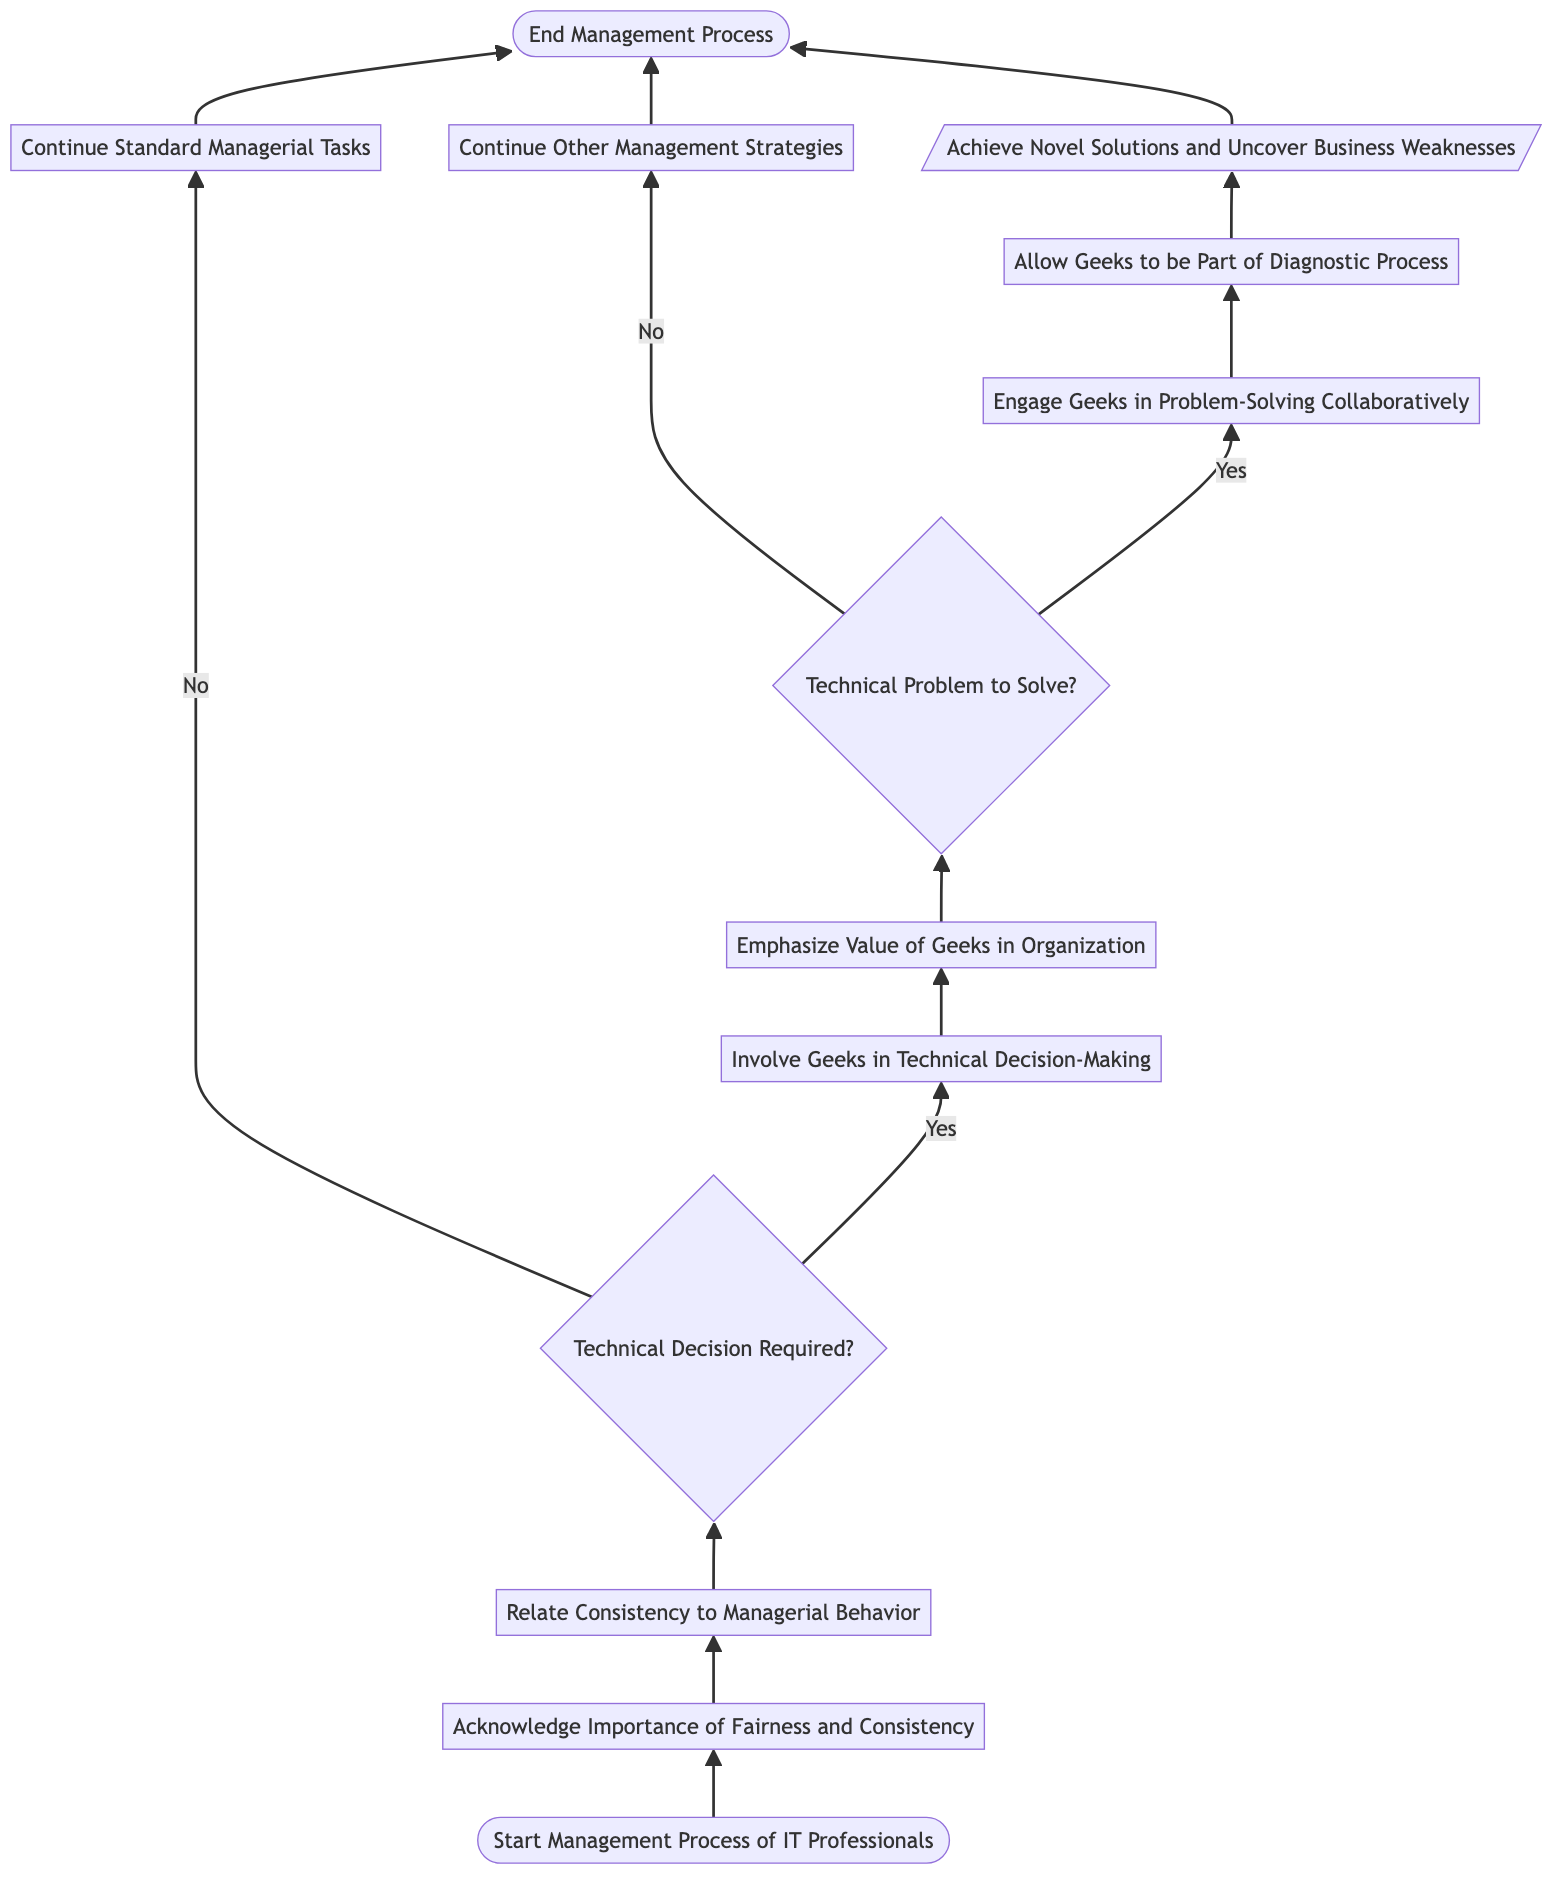 End Management Process
Continue Standard Managerial Tasks
Continue Other Management Strategies
Achieve Novel Solutions and Uncover Business Weaknesses
Allow Geeks to be Part of Diagnostic Process
No
Engage Geeks in Problem-Solving Collaboratively
Yes
No
Technical Problem to Solve?
Emphasize Value of Geeks in Organization
Involve Geeks in Technical Decision-Making
Yes
Technical Decision Required?
Relate Consistency to Managerial Behavior
Acknowledge Importance of Fairness and Consistency
Start Management Process of IT Professionals